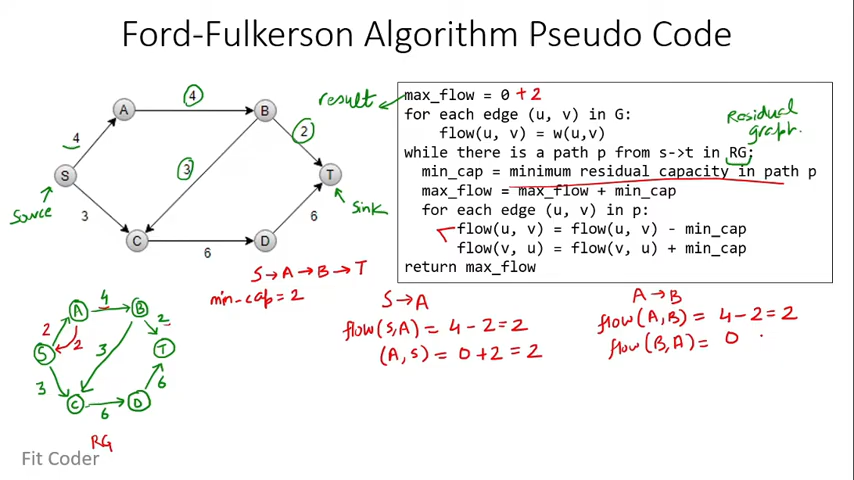 Ford-Fulkerson Algorithm Pseudo Code
A
4
B
4
3
2
S
T
Source
sink
3
6
C
6
D
result
max_flow = 0 +2
for each edge (u, v) in G:
flow(u, v) = w(u,v)
Residual
graph.
while there is a path p from s->t in RG:
min_cap = minimum residual capacity in path p
max_flow = max_flow + min_cap
for each edge (u, v) in p:
flow(u, v) = flow(u, v) - min_cap
flow(v, u) = flow(v, u) + min_cap
return max_flow
S → A → B → T
min-cap = 2
S → A
flow(S,A) = 4 - 2 = 2
(A,S) = 0 + 2 = 2
A → B
flow(A,B) = 4 - 2 = 2
flow(B,A) = 0
A
4
B
2
2
2
S
3
T
3
6
C
6
D
RG
Fit Coder